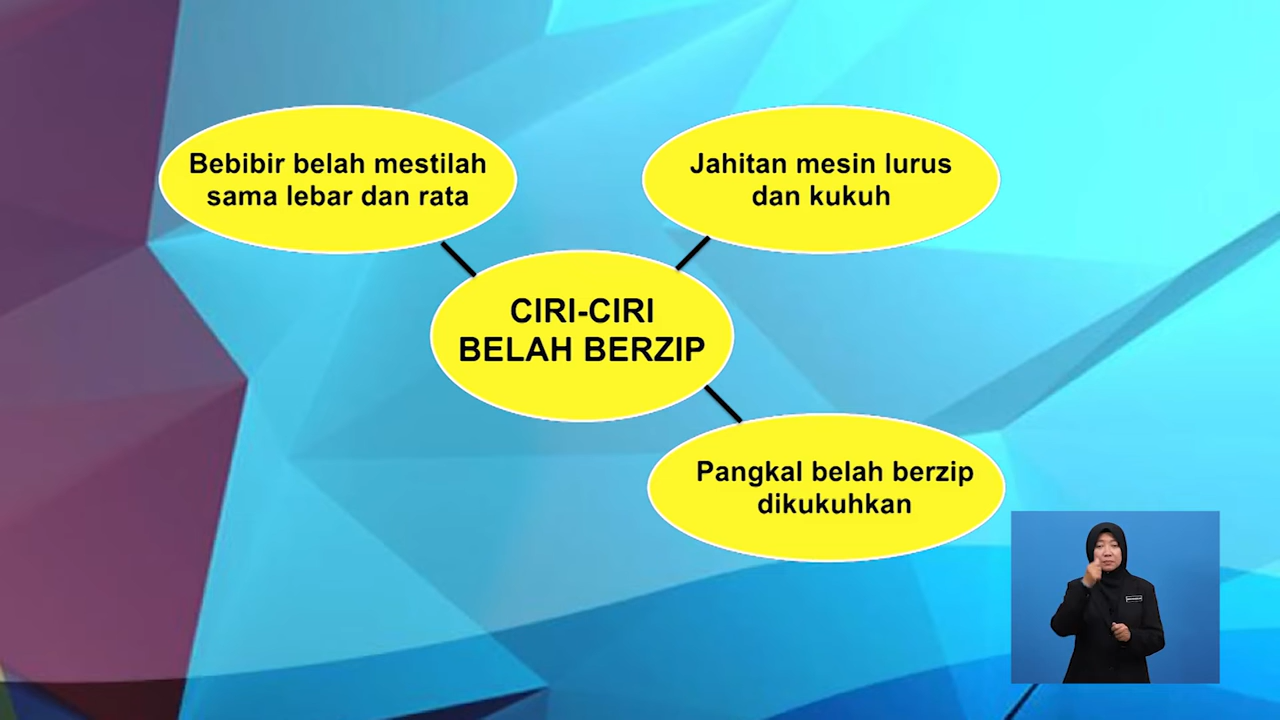 Bebibir belah mestilah
sama lebar dan rata
Jahitan mesin lurus
dan kukuh
CIRI-CIRI
BELAH BERZIP
Pangkal belah berzip
dikukuhkan